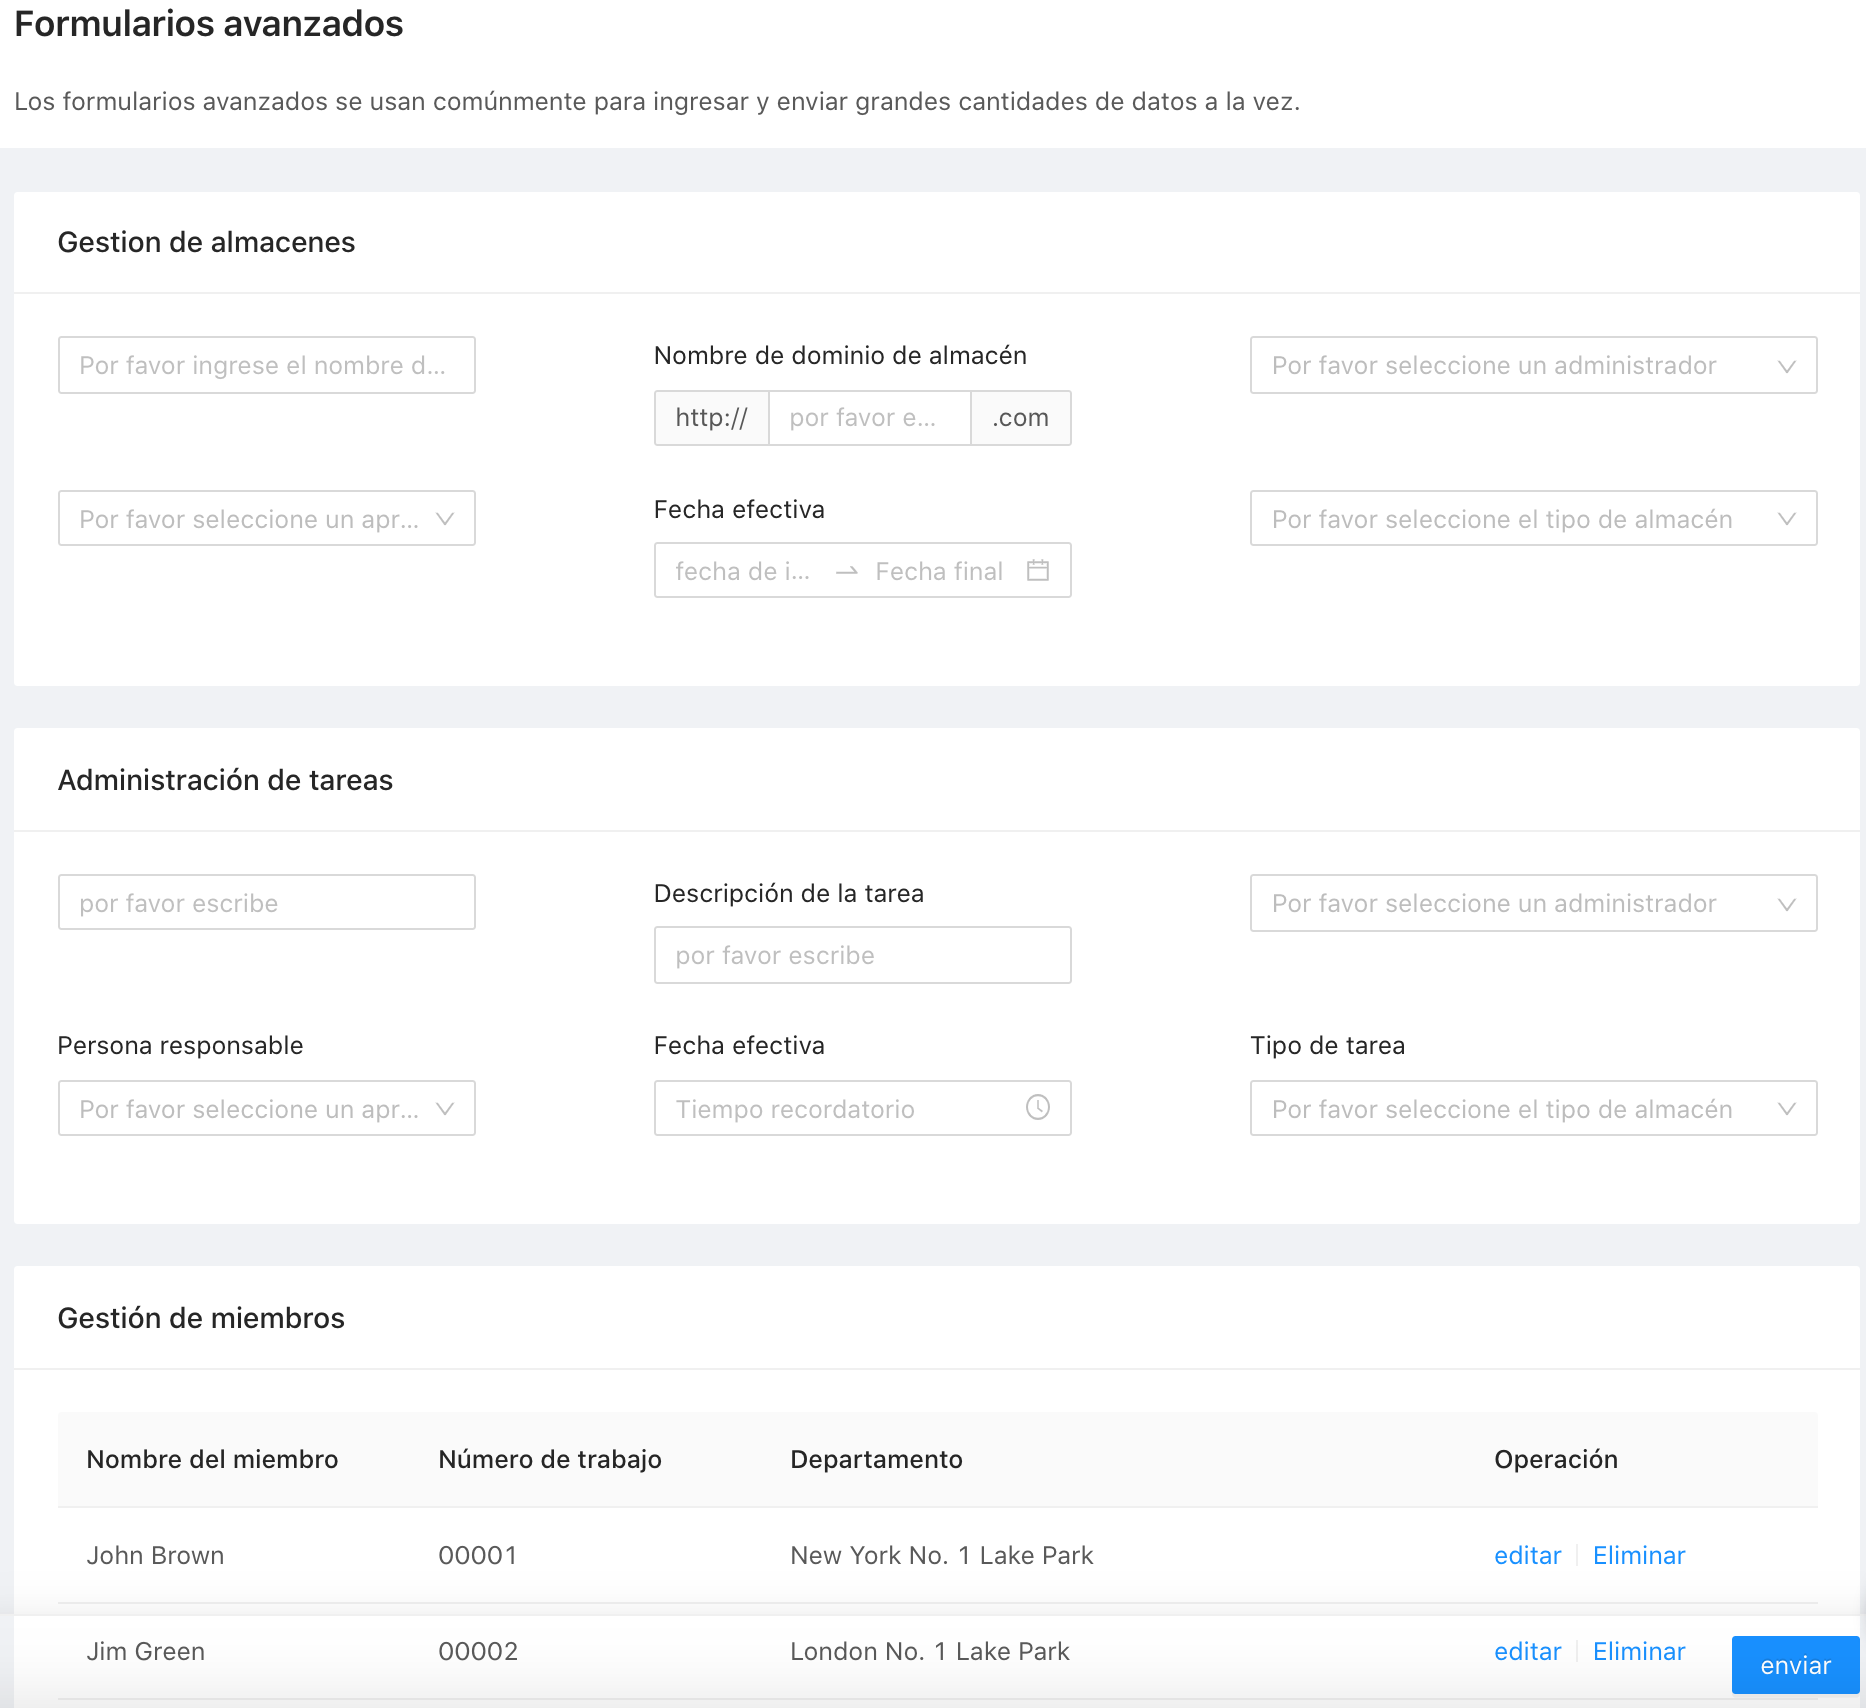 Formularios avanzados
Los formularios avanzados se usan comúnmente para ingresar y enviar grandes cantidades de datos a la vez.
Gestion de almacenes
Por favor ingrese el nombre d...
Nombre de dominio de almacén
http:// por favor e... .com
Por favor seleccione un administrador
Por favor seleccione un apr...
Fecha efectiva
fecha de i... → Fecha final
Por favor seleccione el tipo de almacén
Administración de tareas
por favor escribe
Descripción de la tarea
por favor escribe
Por favor seleccione un administrador
Persona responsable
Por favor seleccione un apr...
Fecha efectiva
Tiempo recordatorio
Tipo de tarea
Por favor seleccione el tipo de almacén
Gestión de miembros
Nombre del miembro Número de trabajo Departamento Operación
John Brown 00001 New York No. 1 Lake Park editar Eliminar
Jim Green 00002 London No. 1 Lake Park editar Eliminar
enviar